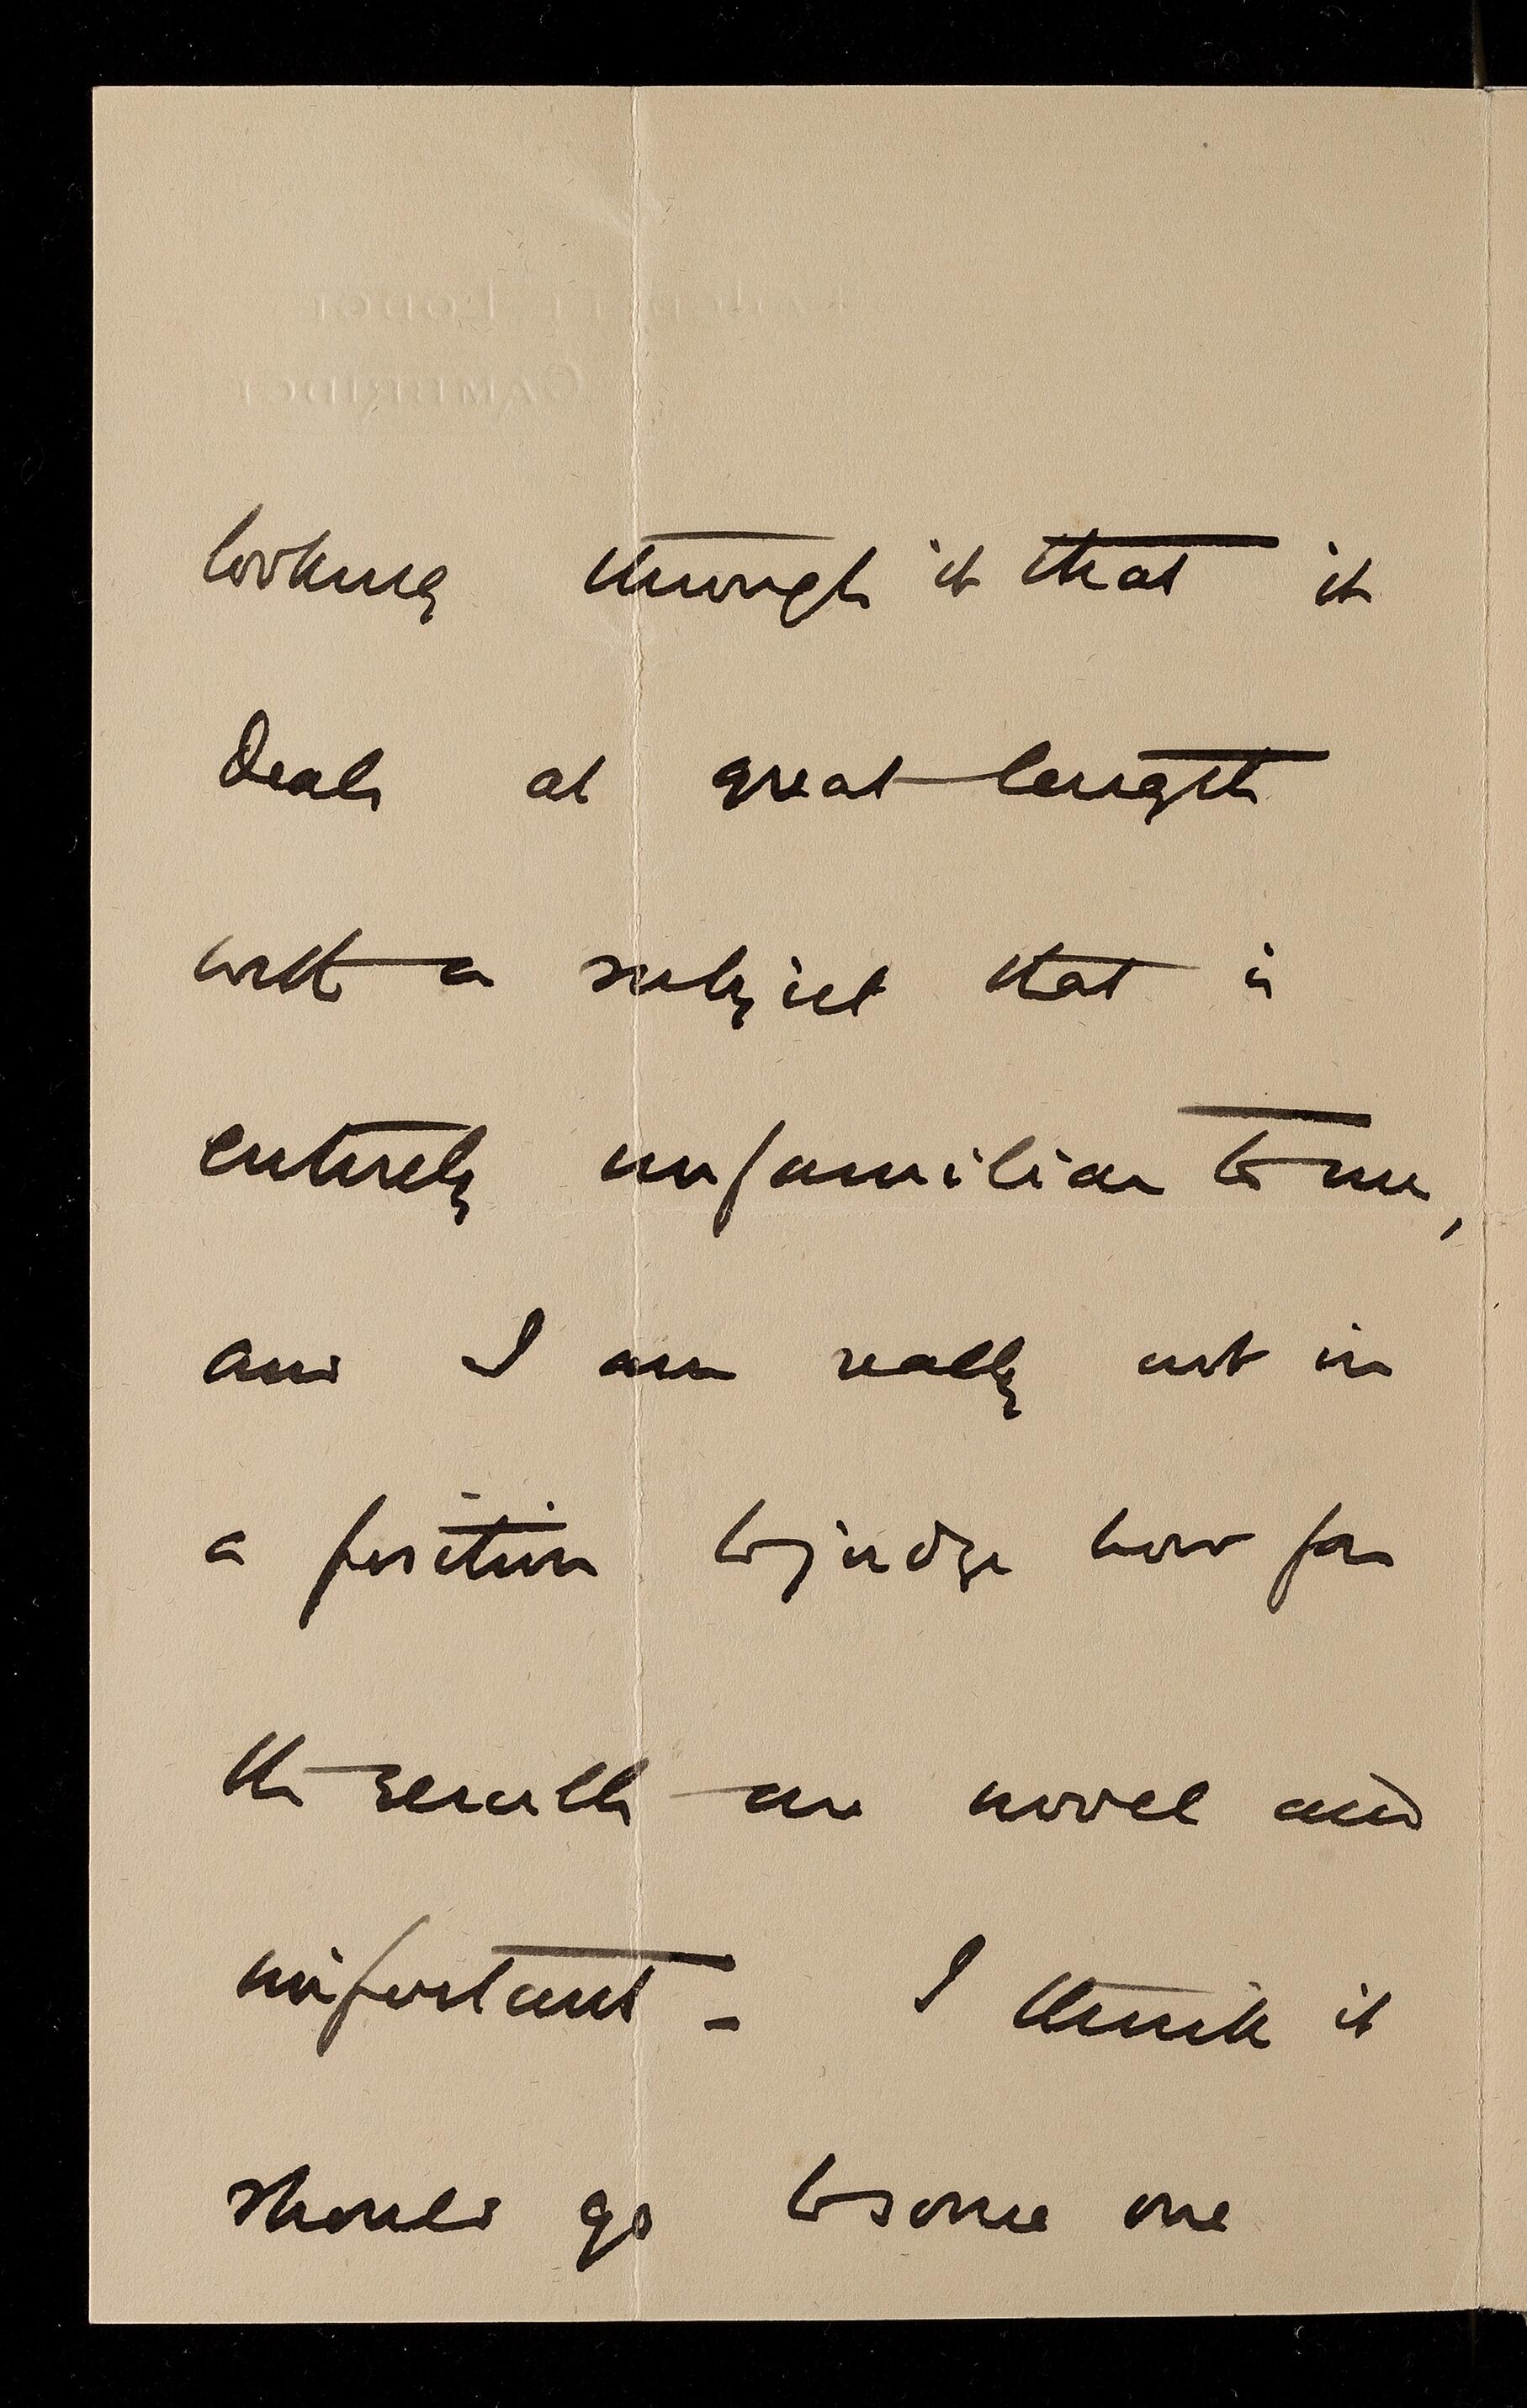 CAMBRIDGE
looking through it that it
deals at great length
with a subject that is
entirely unfamiliar to me,
and I am really not in
a position to judge how far
the results are novel and
important - I think it
should go to some one